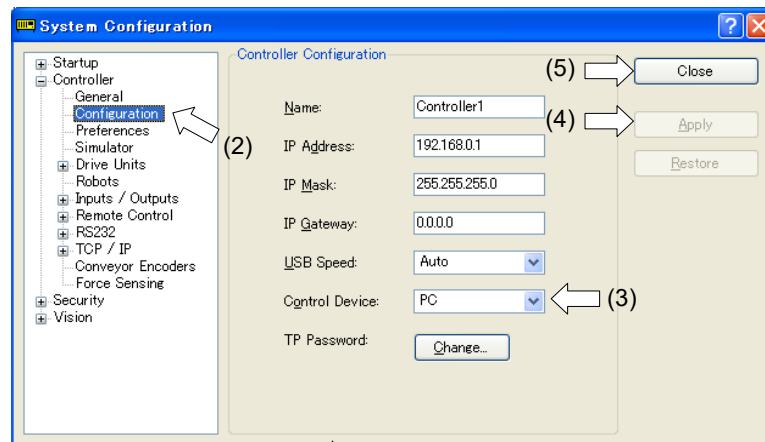 System Configuration
Startup
Controller
General
Configuration
Preferences
Simulator
Drive Units
Robots
Inputs / Outputs
Remote Control
RS232
TCP / IP
Conveyor Encoders
Force Sensing
Security
Vision
(2)
Controller Configuration
Name: Controller1
IP Address: 192.168.0.1
IP Mask: 255.255.255.0
IP Gateway: 0.0.0.0
USB Speed: Auto
Control Device: PC
(3)
TP Password: Change...
(5) Close
(4) Apply
Restore